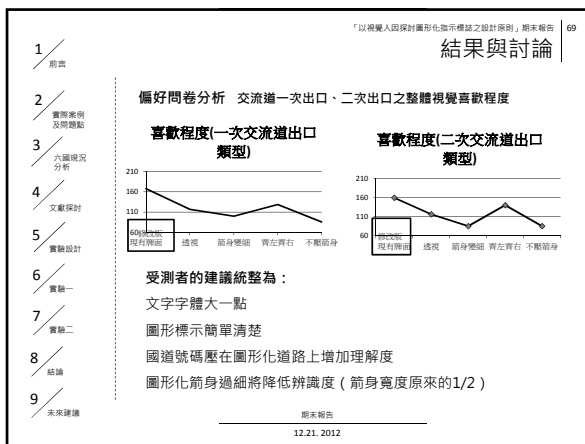 「以視覺人因探討圖形化指示標誌之設計原則」期末報告
69
結果與討論
1
前言
2
實際案例
及問題點
3
六國現況
分析
4
文獻探討
5
實驗設計
6
實驗一
7
實驗二
8
結論
9
未來建議
偏好問卷分析 交流道一次出口、二次出口之整體視覺喜歡程度
喜歡程度(一次交流道出口
類型)
210
160
110
60
修改版
現有牌面
透視
箭身變細
齊左齊右
不壓箭身
喜歡程度(二次交流道出口
類型)
210
160
110
60
修改版
現有牌面
透視
箭身變細
齊左齊右
不壓箭身
受測者的建議統整為：
文字字體大一點
圖形標示簡單清楚
國道號碼壓在圖形化道路上增加理解度
圖形化箭身過細將降低辨識度（箭身寬度原來的1/2）
期末報告
12.21. 2012